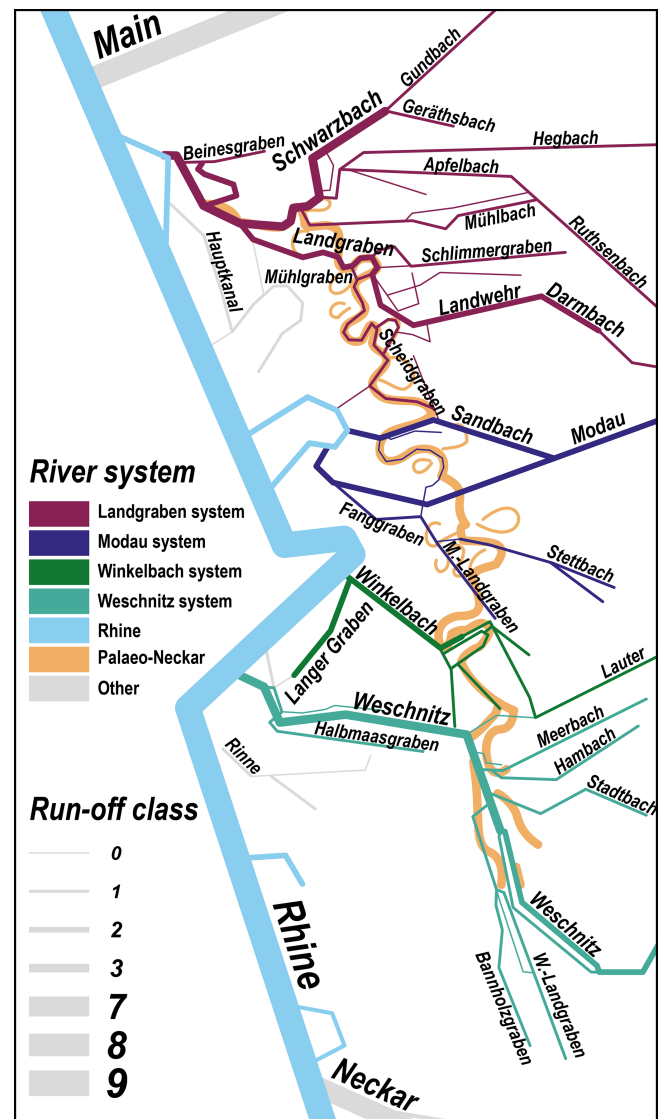 Main
Gundbach
Geräthsbach
Schwarzbach
Beinesgraben
Hegbach
Apfelbach
Mühlbach
Ruthsenbach
Hauptkanal
Landgraben
Schlimmergraben
Mühlgraben
Landwehr
Darmbach
Scheidgraben
Sandbach
Modau
River system
Landgraben system
Modau system
Winkelbach system
Weschnitz system
Rhine
Palaeo-Neckar
Other
Fanggraben
M.-Landgraben
Stettbach
Winkelbach
Langer Graben
Lauter
Weschnitz
Halbmaasgraben
Meerbach
Hambach
Rinne
Stadtbach
Run-off class
0
1
2
3
7
8
9
Rhine
Weschnitz
W.-Landgraben
Bannholzgraben
Neckar